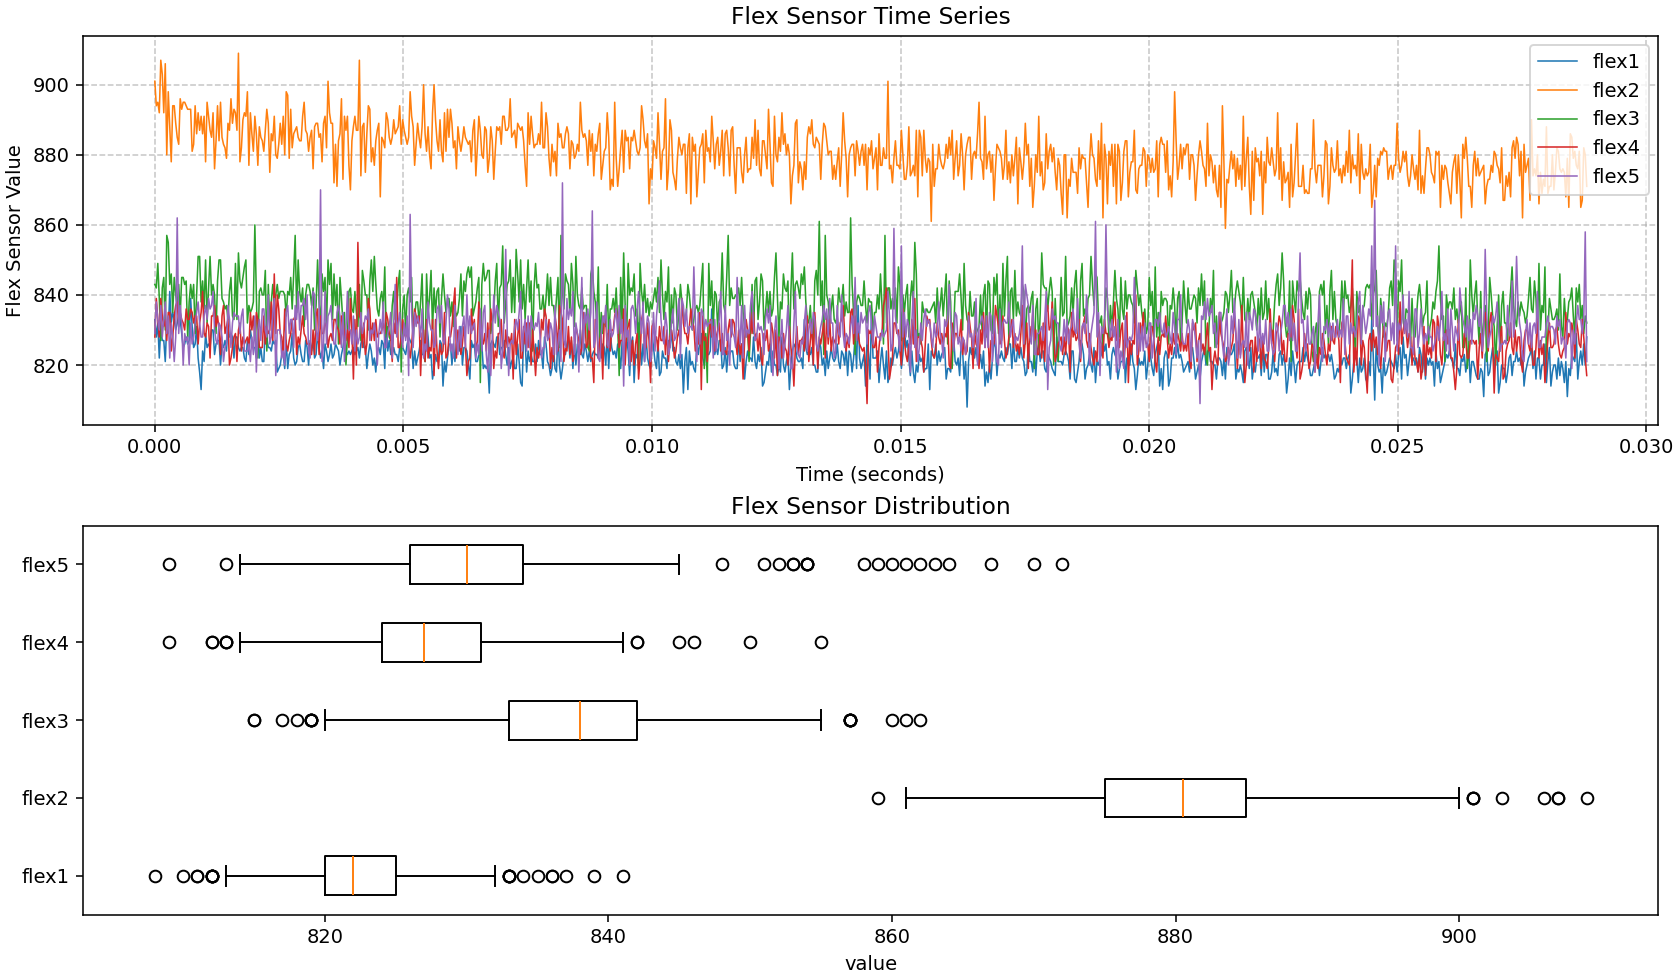 Flex Sensor Time Series
Flex Sensor Value
900
880
860
840
820
flex1
flex2
flex3
flex4
flex5
0.000
0.005
0.010
0.015
0.020
0.025
0.030
Time (seconds)
Flex Sensor Distribution
flex5
flex4
flex3
flex2
flex1
820
840
860
880
900
value